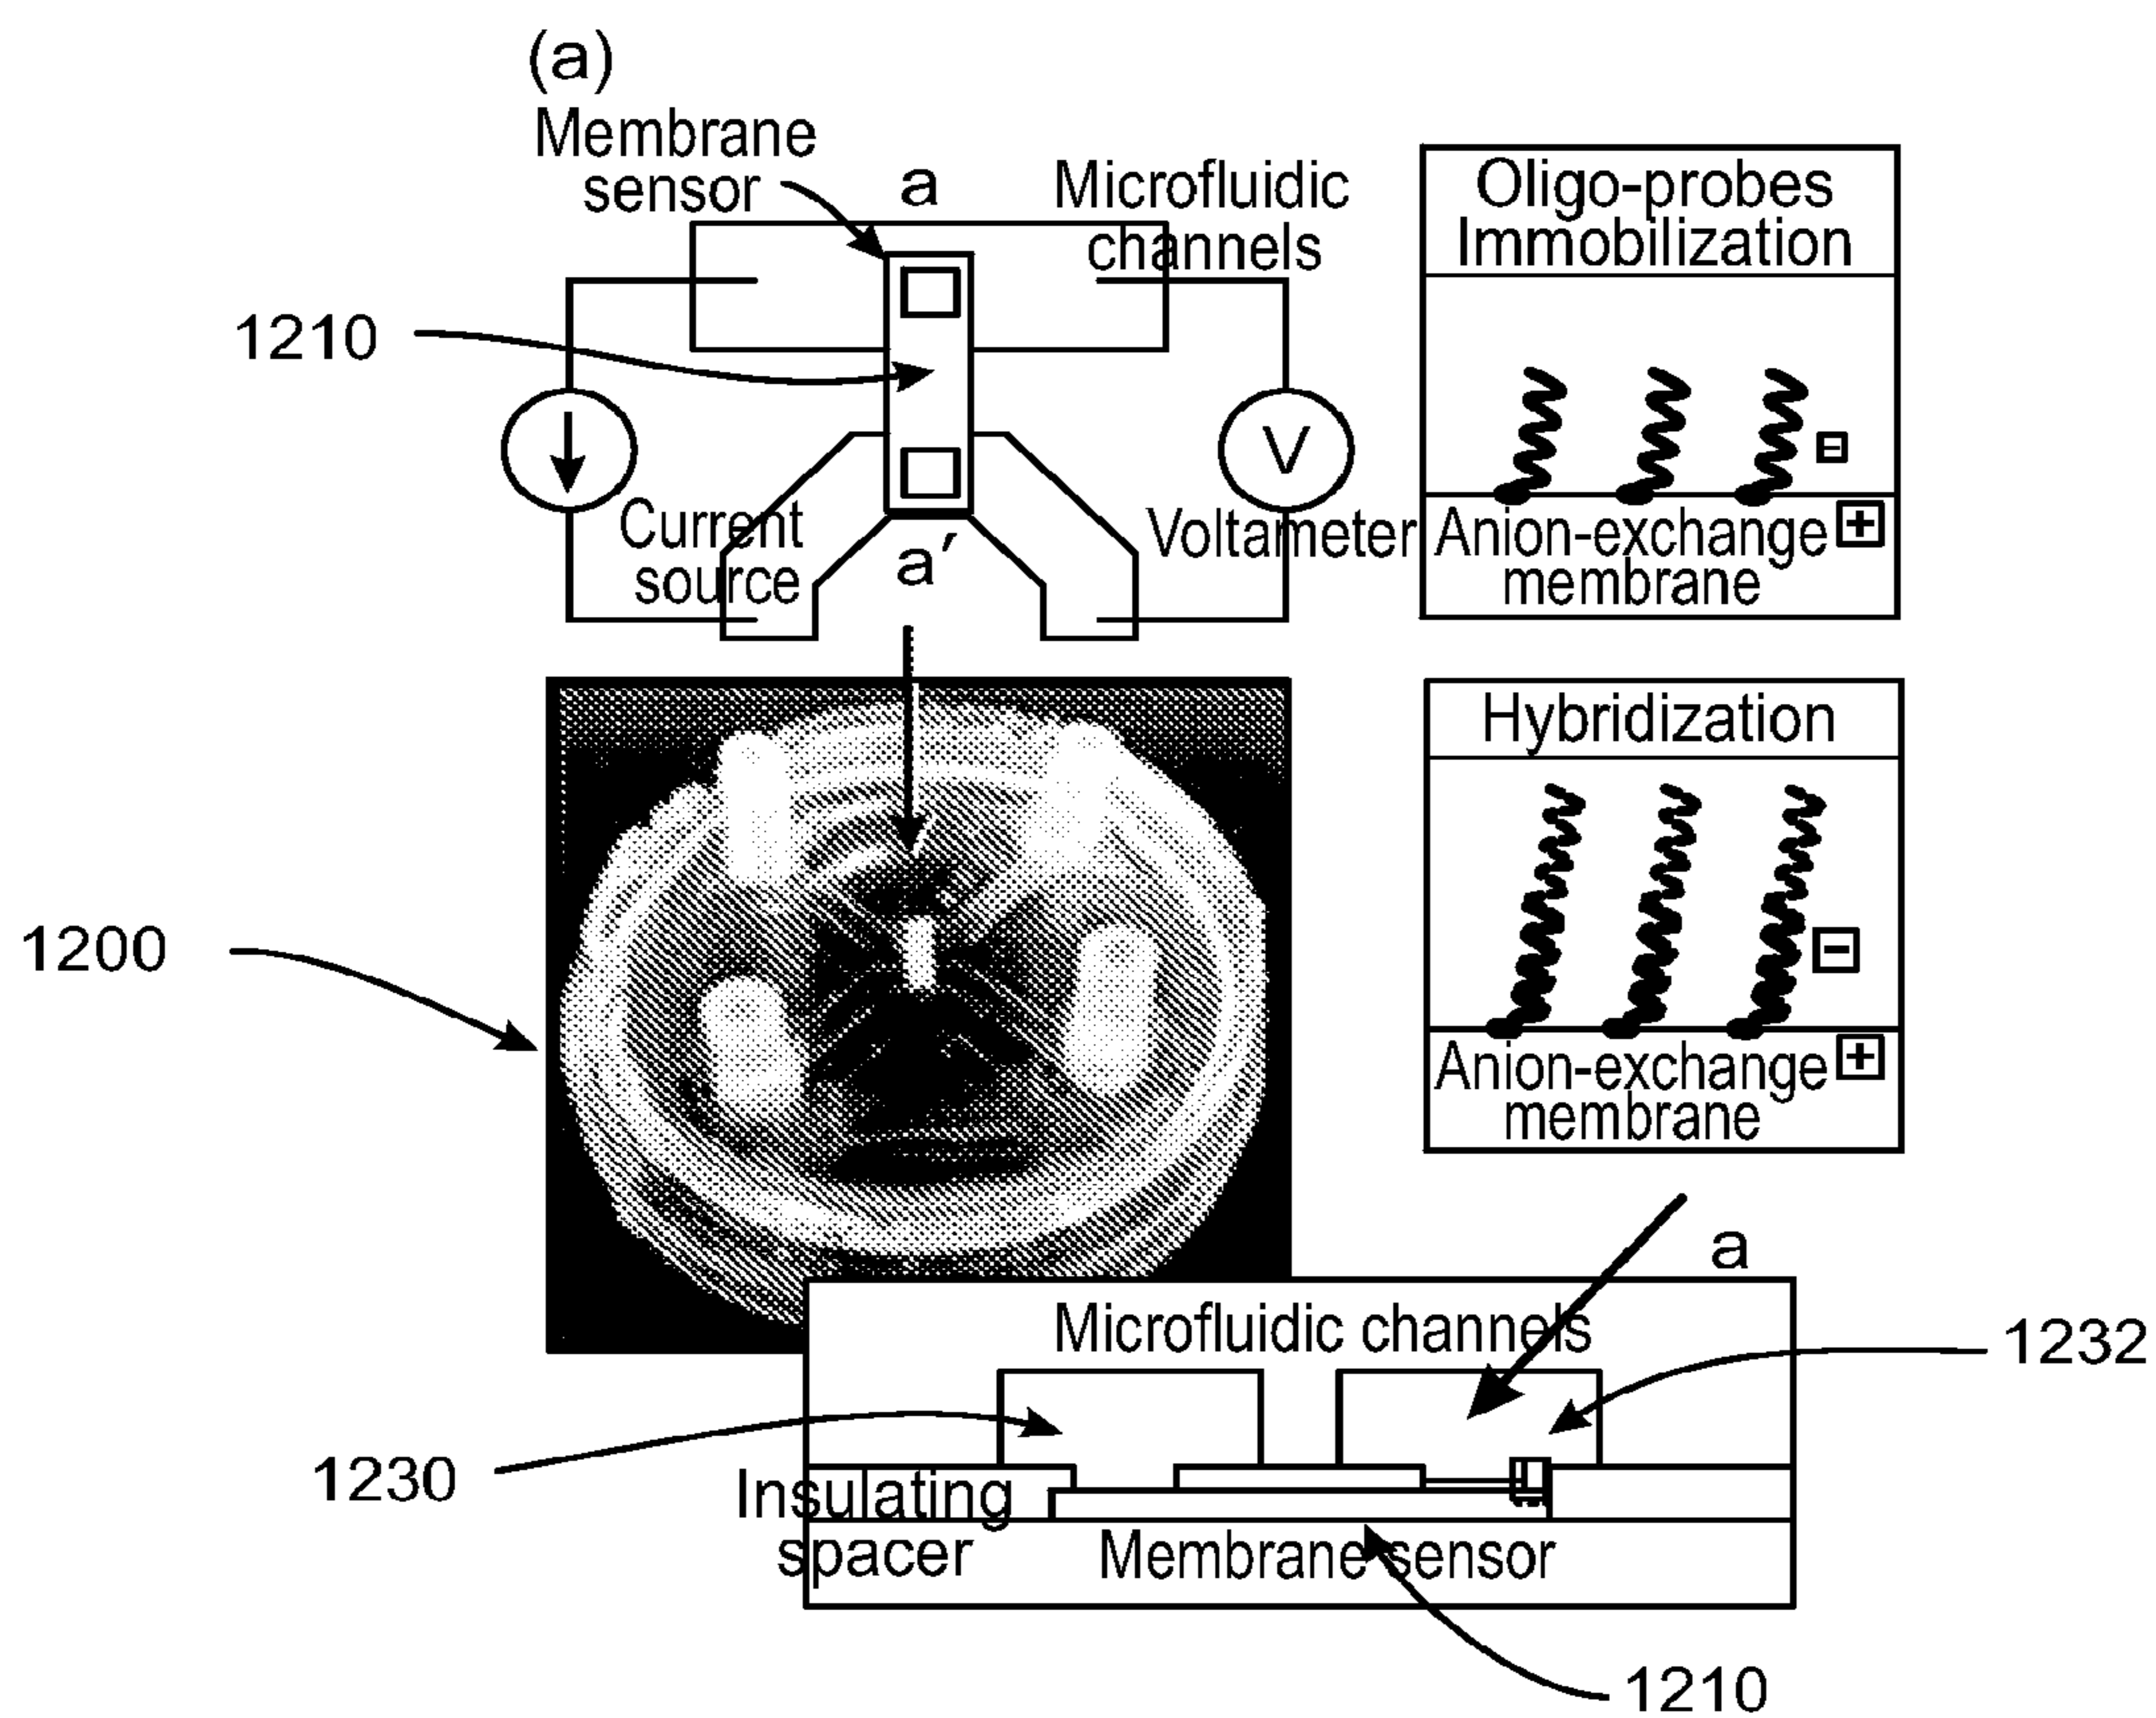 (a)
Membrane
sensor
a
Microfluidic
channels
1210
V
Current
source
a′
Voltameter
Oligo-probes
Immobilization
-
Anion-exchange +
membrane
Hybridization
-
Anion-exchange +
membrane
1200
a
Microfluidic channels
1232
1230
Insulating
spacer
Membrane sensor
1210